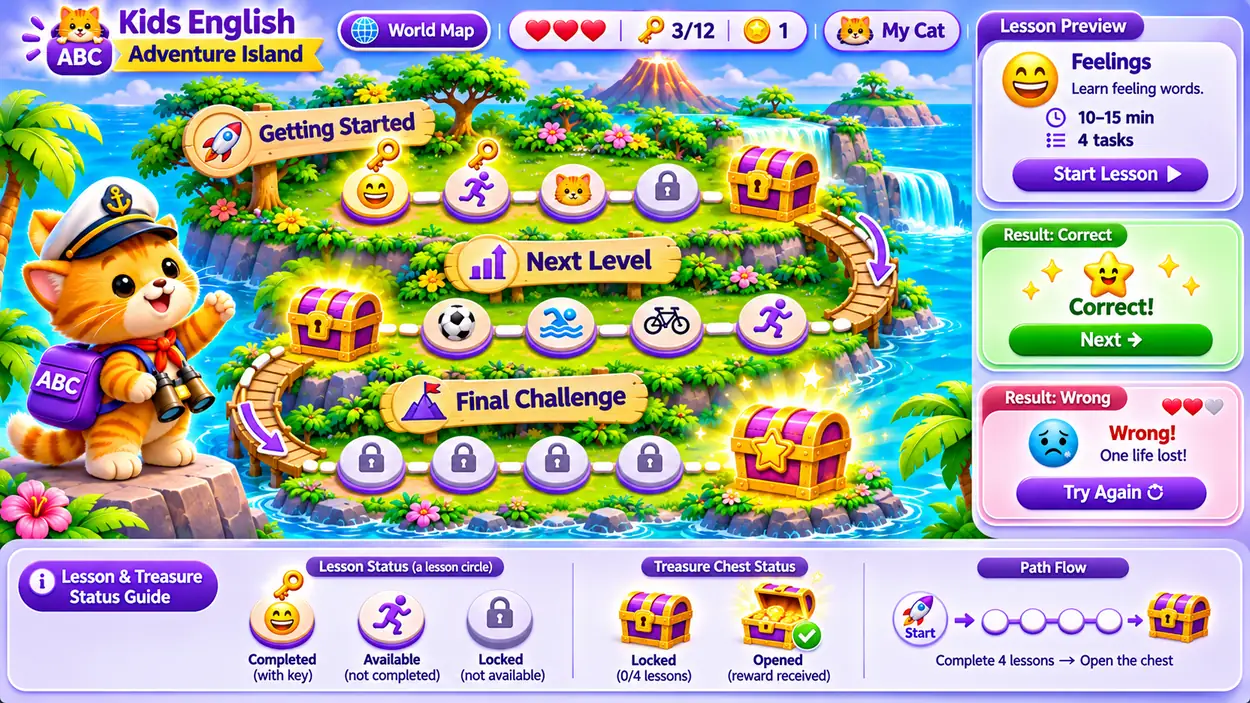 Kids English
ABC
Adventure Island
World Map
3/12
1
My Cat
Getting Started
Next Level
Final Challenge
ABC
Lesson Preview
Feelings
Learn feeling words.
10–15 min
4 tasks
Start Lesson
Result: Correct
Correct!
Next →
Result: Wrong
Wrong!
One life lost!
Try Again
i
Lesson & Treasure
Status Guide
Lesson Status (a lesson circle)
Completed
(with key)
Available
(not completed)
Locked
(not available)
Treasure Chest Status
Locked
(0/4 lessons)
Opened
(reward received)
Path Flow
Start
Complete 4 lessons → Open the chest